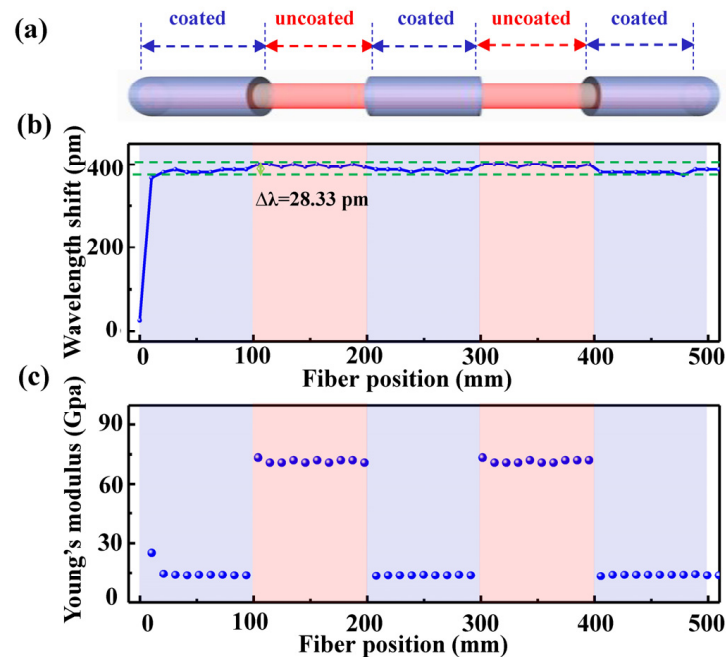 (a)
coated uncoated coated uncoated coated
(b)
Wavelength shift (pm)
400
200
0
Δλ=28.33 pm
0 100 200 300 400 500
Fiber position (mm)
(c)
Young's modulus (Gpa)
90
60
30
15
0 100 200 300 400 500
Fiber position (mm)